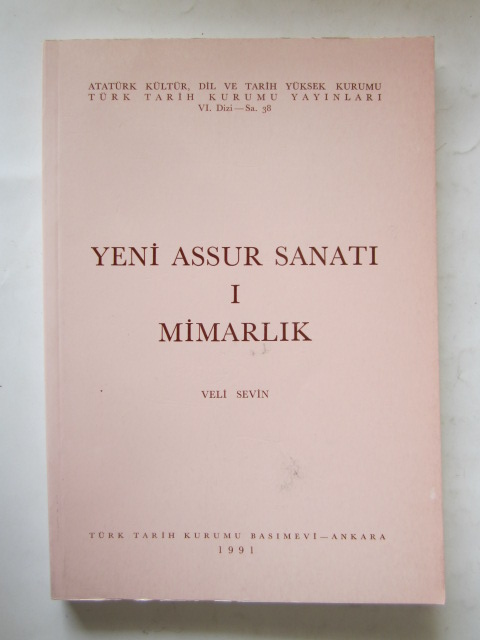 ATATÜRK KÜLTÜR, DİL VE TARİH YÜKSEK KURUMU
TÜRK TARİH KURUMU YAYINLARI
VI. Dizi — Sa. 38
YENİ ASSUR SANATI
I
MİMARLIK
VELİ SEVİN
TÜRK TARİH KURUMU BASIMEVİ — ANKARA
1991